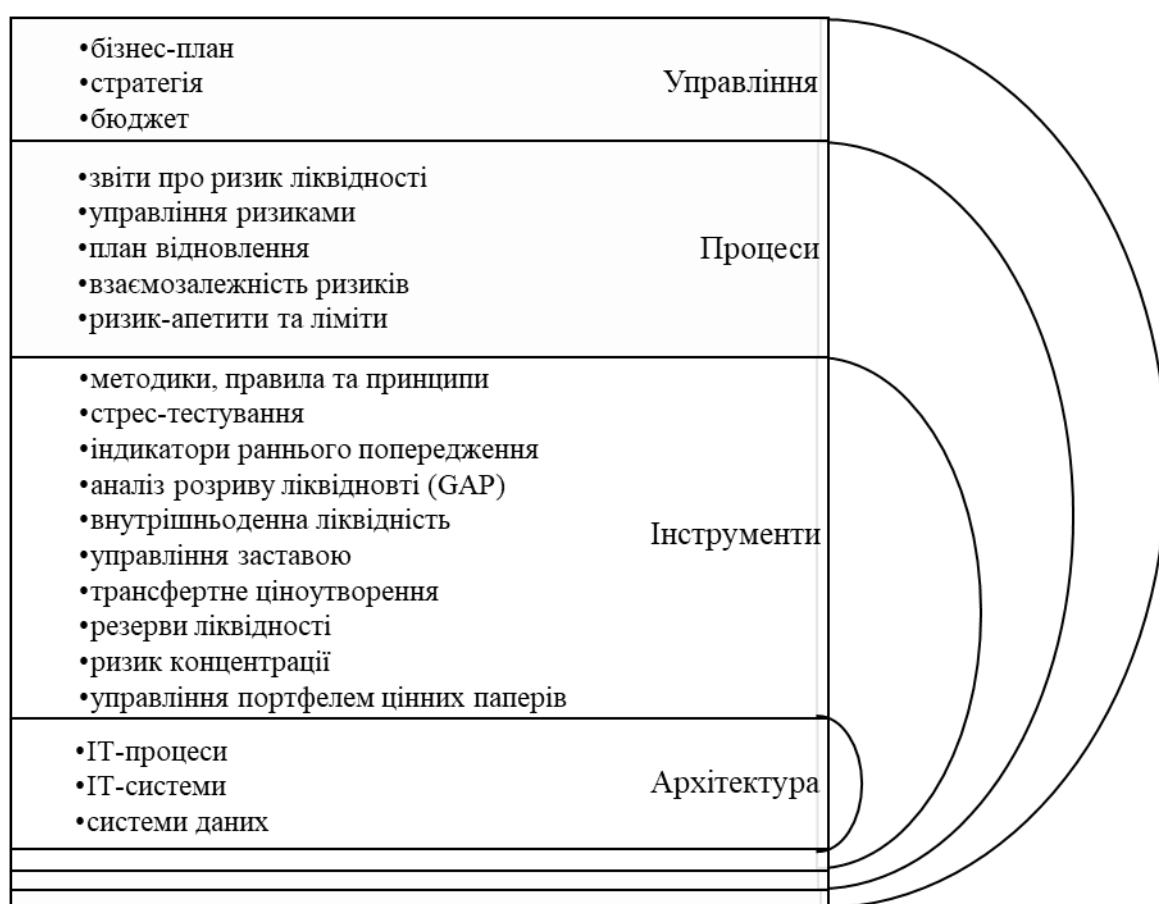 •бізнес-план
•стратегія
•бюджет
Управління
•звіти про ризик ліквідності
•управління ризиками
•план відновлення
•взаємозалежність ризиків
•ризик-апетити та ліміти
Процеси
•методики, правила та принципи
•стрес-тестування
•індикатори раннього попередження
•аналіз розриву ліквідновті (GAP)
•внутрішньоденна ліквідність
•управління заставою
•трансфертне ціноутворення
•резерви ліквідності
•ризик концентрації
•управління портфелем цінних паперів
Інструменти
•ІТ-процеси
•ІТ-системи
•системи даних
Архітектура